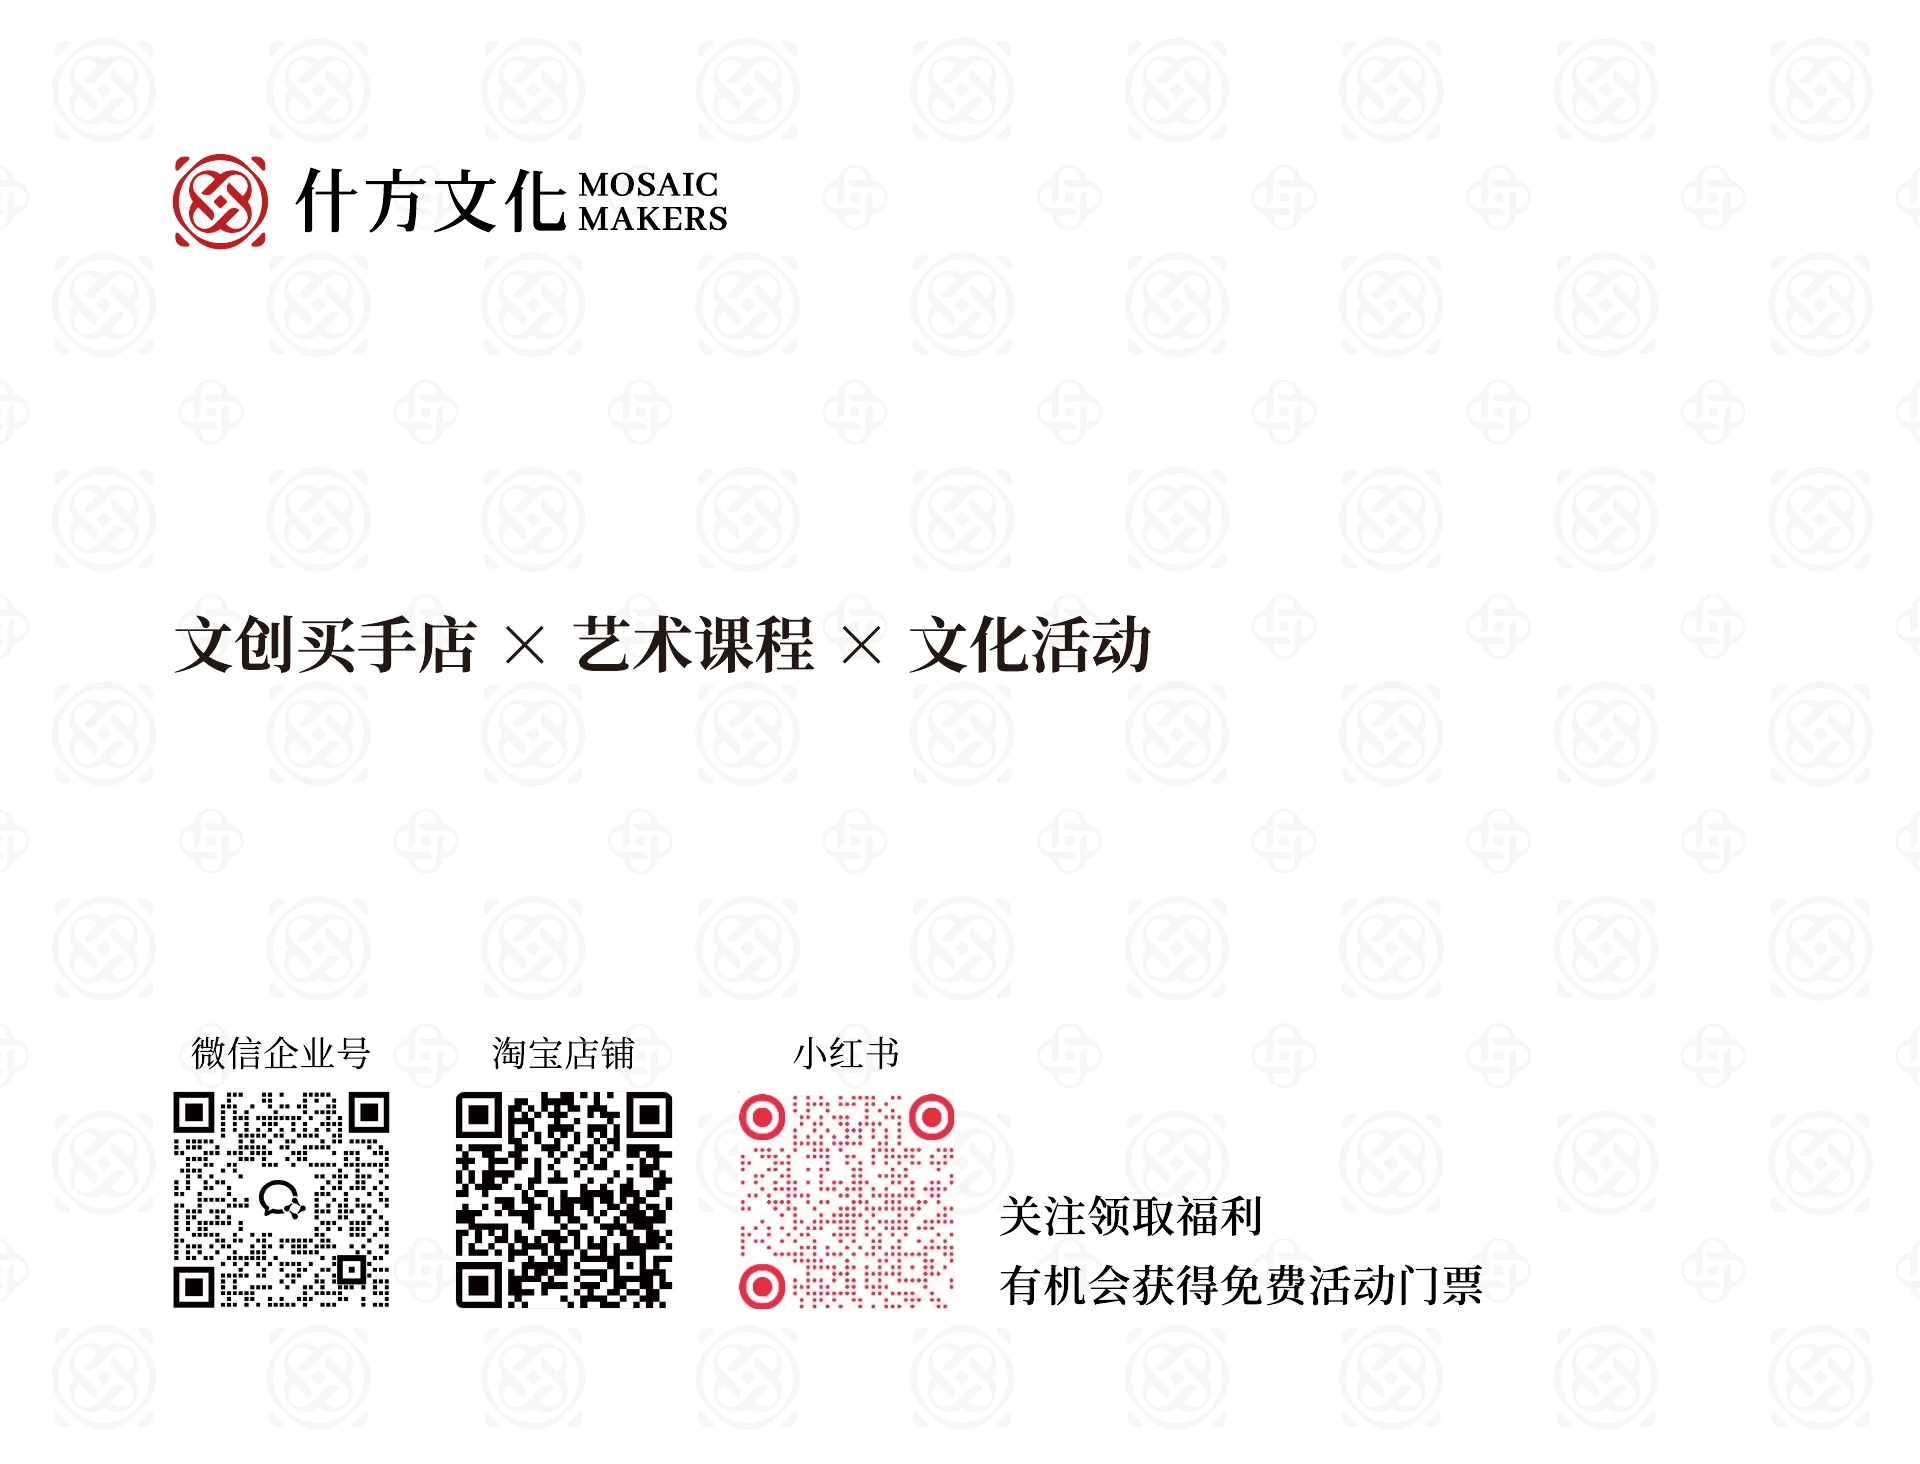 什方文化 MOSAIC
MAKERS
文创买手店 × 艺术课程 × 文化活动
微信企业号 淘宝店铺 小红书
关注领取福利
有机会获得免费活动门票